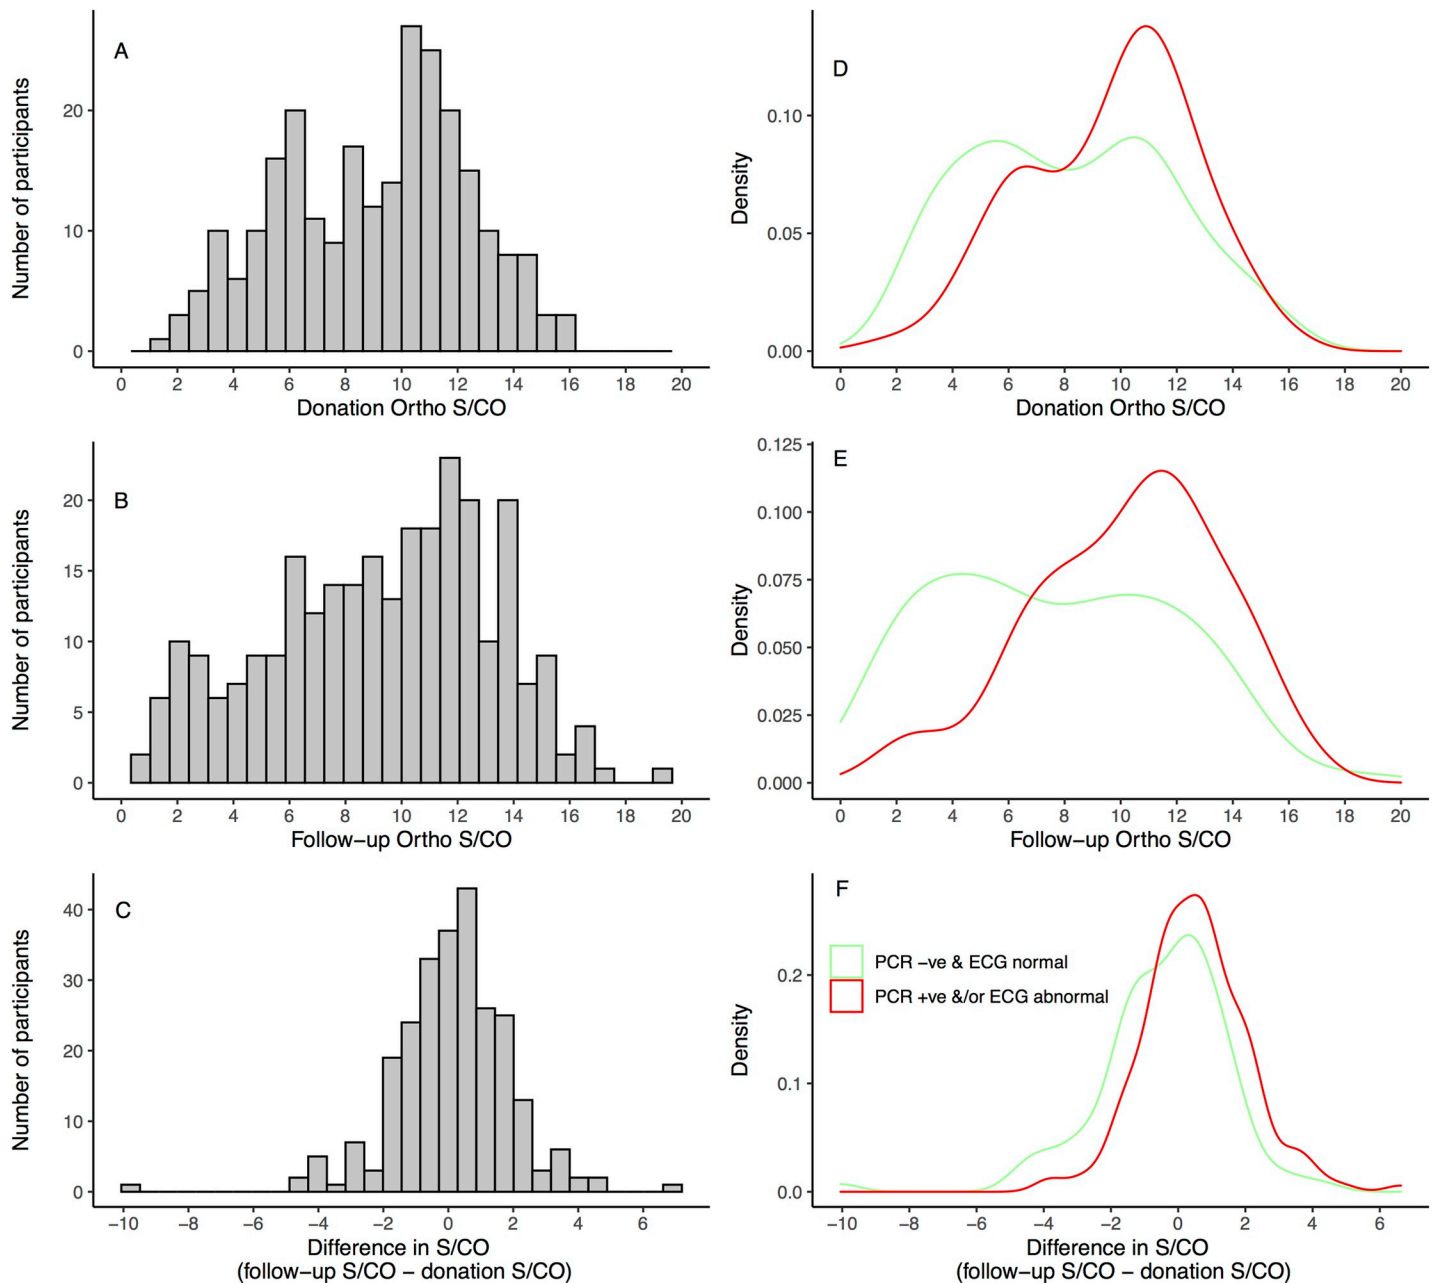 A
Number of participants
20
10
0
0 2 4 6 8 10 12 14 16 18 20
Donation Ortho S/CO
D
Density
0.10
0.05
0.00
0 2 4 6 8 10 12 14 16 18 20
Donation Ortho S/CO
B
Number of participants
20
15
10
5
0
0 2 4 6 8 10 12 14 16 18 20
Follow−up Ortho S/CO
E
Density
0.125
0.100
0.075
0.050
0.025
0.000
0 2 4 6 8 10 12 14 16 18 20
Follow−up Ortho S/CO
C
Number of participants
40
30
20
10
0
−10 −8 −6 −4 −2 0 2 4 6
Difference in S/CO
(follow−up S/CO − donation S/CO)
F
PCR −ve & ECG normal
PCR +ve &/or ECG abnormal
Density
0.2
0.1
0.0
−10 −8 −6 −4 −2 0 2 4 6
Difference in S/CO
(follow−up S/CO − donation S/CO)